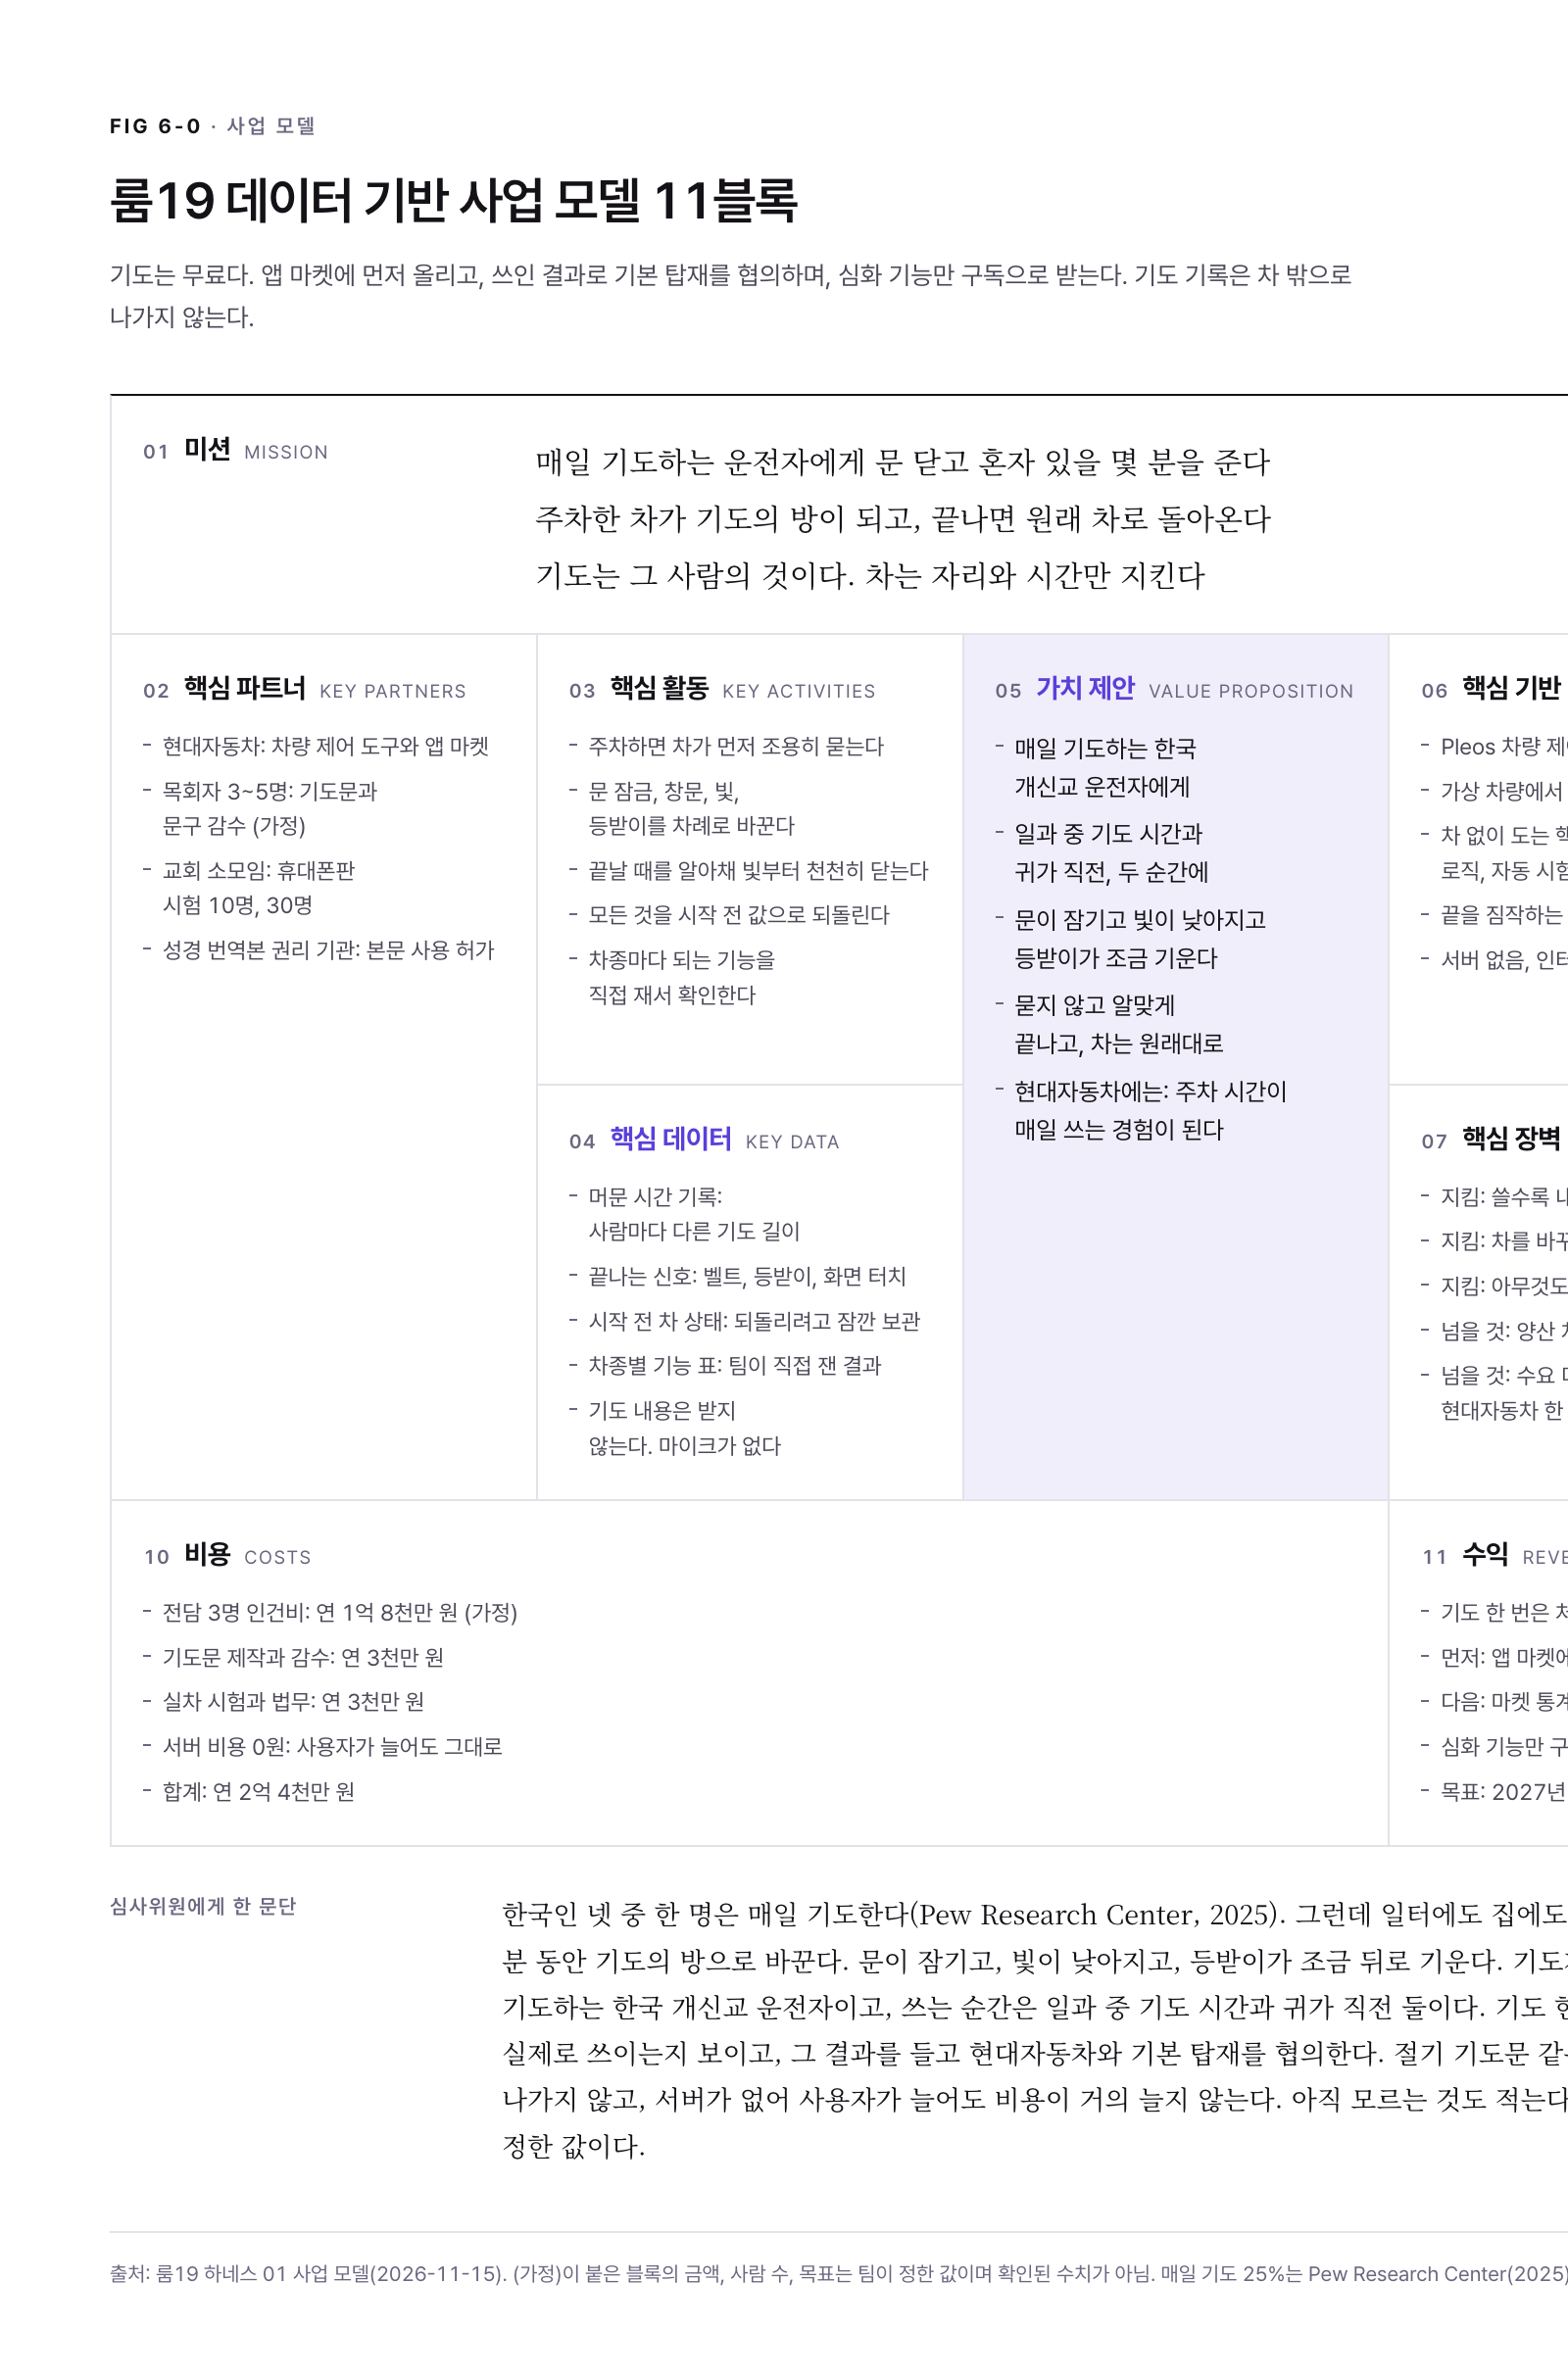 FIG 6-0 · 사업 모델
룸19 데이터 기반 사업 모델 11블록
기도는 무료다. 앱 마켓에 먼저 올리고, 쓰인 결과로 기본 탑재를 협의하며, 심화 기능만 구독으로 받는다. 기도 기록은 차 밖으로
나가지 않는다.
01 미션 MISSION
매일 기도하는 운전자에게 문 닫고 혼자 있을 몇 분을 준다
주차한 차가 기도의 방이 되고, 끝나면 원래 차로 돌아온다
기도는 그 사람의 것이다. 차는 자리와 시간만 지킨다
02 핵심 파트너 KEY PARTNERS
- 현대자동차: 차량 제어 도구와 앱 마켓
- 목회자 3~5명: 기도문과
문구 감수 (가정)
- 교회 소모임: 휴대폰판
시험 10명, 30명
- 성경 번역본 권리 기관: 본문 사용 허가
03 핵심 활동 KEY ACTIVITIES
- 주차하면 차가 먼저 조용히 묻는다
- 문 잠금, 창문, 빛,
등받이를 차례로 바꾼다
- 끝날 때를 알아채 빛부터 천천히 닫는다
- 모든 것을 시작 전 값으로 되돌린다
- 차종마다 되는 기능을
직접 재서 확인한다
04 핵심 데이터 KEY DATA
- 머문 시간 기록:
사람마다 다른 기도 길이
- 끝나는 신호: 벨트, 등받이, 화면 터치
- 시작 전 차 상태: 되돌리려고 잠깐 보관
- 차종별 기능 표: 팀이 직접 잰 결과
- 기도 내용은 받지
않는다. 마이크가 없다
05 가치 제안 VALUE PROPOSITION
- 매일 기도하는 한국
개신교 운전자에게
- 일과 중 기도 시간과
귀가 직전, 두 순간에
- 문이 잠기고 빛이 낮아지고
등받이가 조금 기운다
- 묻지 않고 알맞게
끝나고, 차는 원래대로
- 현대자동차에는: 주차 시간이
매일 쓰는 경험이 된다
06 핵심 기반
- Pleos 차량
- 가상 차량에서
- 차 없이 도는
로직, 자동
- 끝을 짐작하는
- 서버 없음,
07 핵심 장벽
- 지킴: 쓸수록
- 지킴: 차를
- 지킴: 아무것도
- 넘을 것: 양산
- 넘을 것: 수요
현대자동차 한
10 비용 COSTS
- 전담 3명 인건비: 연 1억 8천만 원 (가정)
- 기도문 제작과 감수: 연 3천만 원
- 실차 시험과 법무: 연 3천만 원
- 서버 비용 0원: 사용자가 늘어도 그대로
- 합계: 연 2억 4천만 원
11 수익
- 기도 한 번은
- 먼저: 앱
- 다음: 마켓
- 심화 기능만
- 목표: 2027년
심사위원에게 한 문단
한국인 넷 중 한 명은 매일 기도한다(Pew Research Center, 2025). 그런데 일터에도 집에도
분 동안 기도의 방으로 바꾼다. 문이 잠기고, 빛이 낮아지고, 등받이가 조금 뒤로 기운다.
기도하는 한국 개신교 운전자이고, 쓰는 순간은 일과 중 기도 시간과 귀가 직전 둘이다. 기도
실제로 쓰이는지 보이고, 그 결과를 들고 현대자동차와 기본 탑재를 협의한다. 절기 기도문
나가지 않고, 서버가 없어 사용자가 늘어도 비용이 거의 늘지 않는다. 아직 모르는 것도 적는다
정한 값이다.
출처: 룸19 하네스 01 사업 모델(2026-11-15). (가정)이 붙은 블록의 금액, 사람 수, 목표는 팀이 정한 값이며 확인된 수치가 아님. 매일 기도 25%는 Pew Research Center(2025)